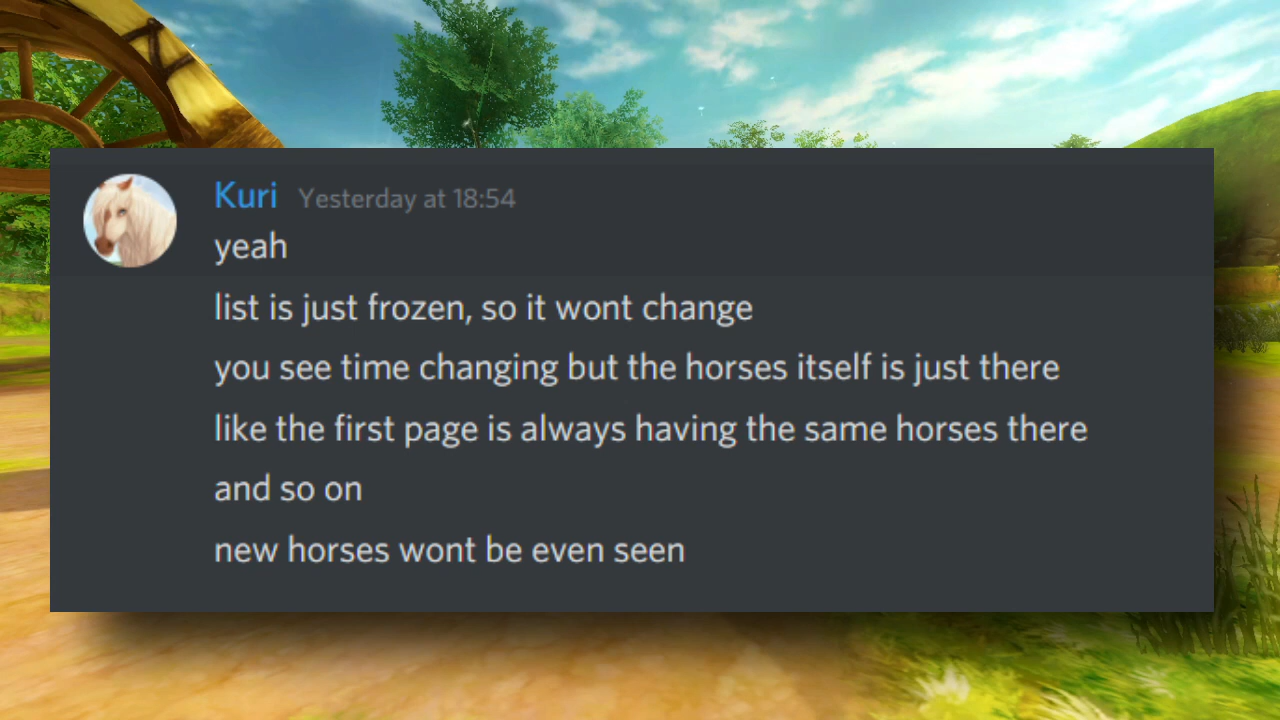 Kuri Yesterday at 18:54
yeah
list is just frozen, so it wont change
you see time changing but the horses itself is just there
like the first page is always having the same horses there
and so on
new horses wont be even seen